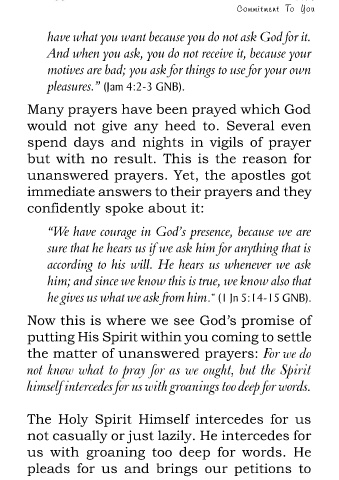 Commitment To You
have what you want because you do not ask God for it.
And when you ask, you do not receive it, because your
motives are bad; you ask for things to use for your own
pleasures.” (Jam 4:2-3 GNB).
Many prayers have been prayed which God
would not give any heed to. Several even
spend days and nights in vigils of prayer
but with no result. This is the reason for
unanswered prayers. Yet, the apostles got
immediate answers to their prayers and they
confidently spoke about it:
“We have courage in God’s presence, because we are
sure that he hears us if we ask him for anything that is
according to his will. He hears us whenever we ask
him; and since we know this is true, we know also that
he gives us what we ask from him." (1 Jn 5:14-15 GNB).
Now this is where we see God’s promise of
putting His Spirit within you coming to settle
the matter of unanswered prayers: For we do
not know what to pray for as we ought, but the Spirit
himself intercedes for us with groanings too deep for words.
The Holy Spirit Himself intercedes for us
not casually or just lazily. He intercedes for
us with groaning too deep for words. He
pleads for us and brings our petitions to